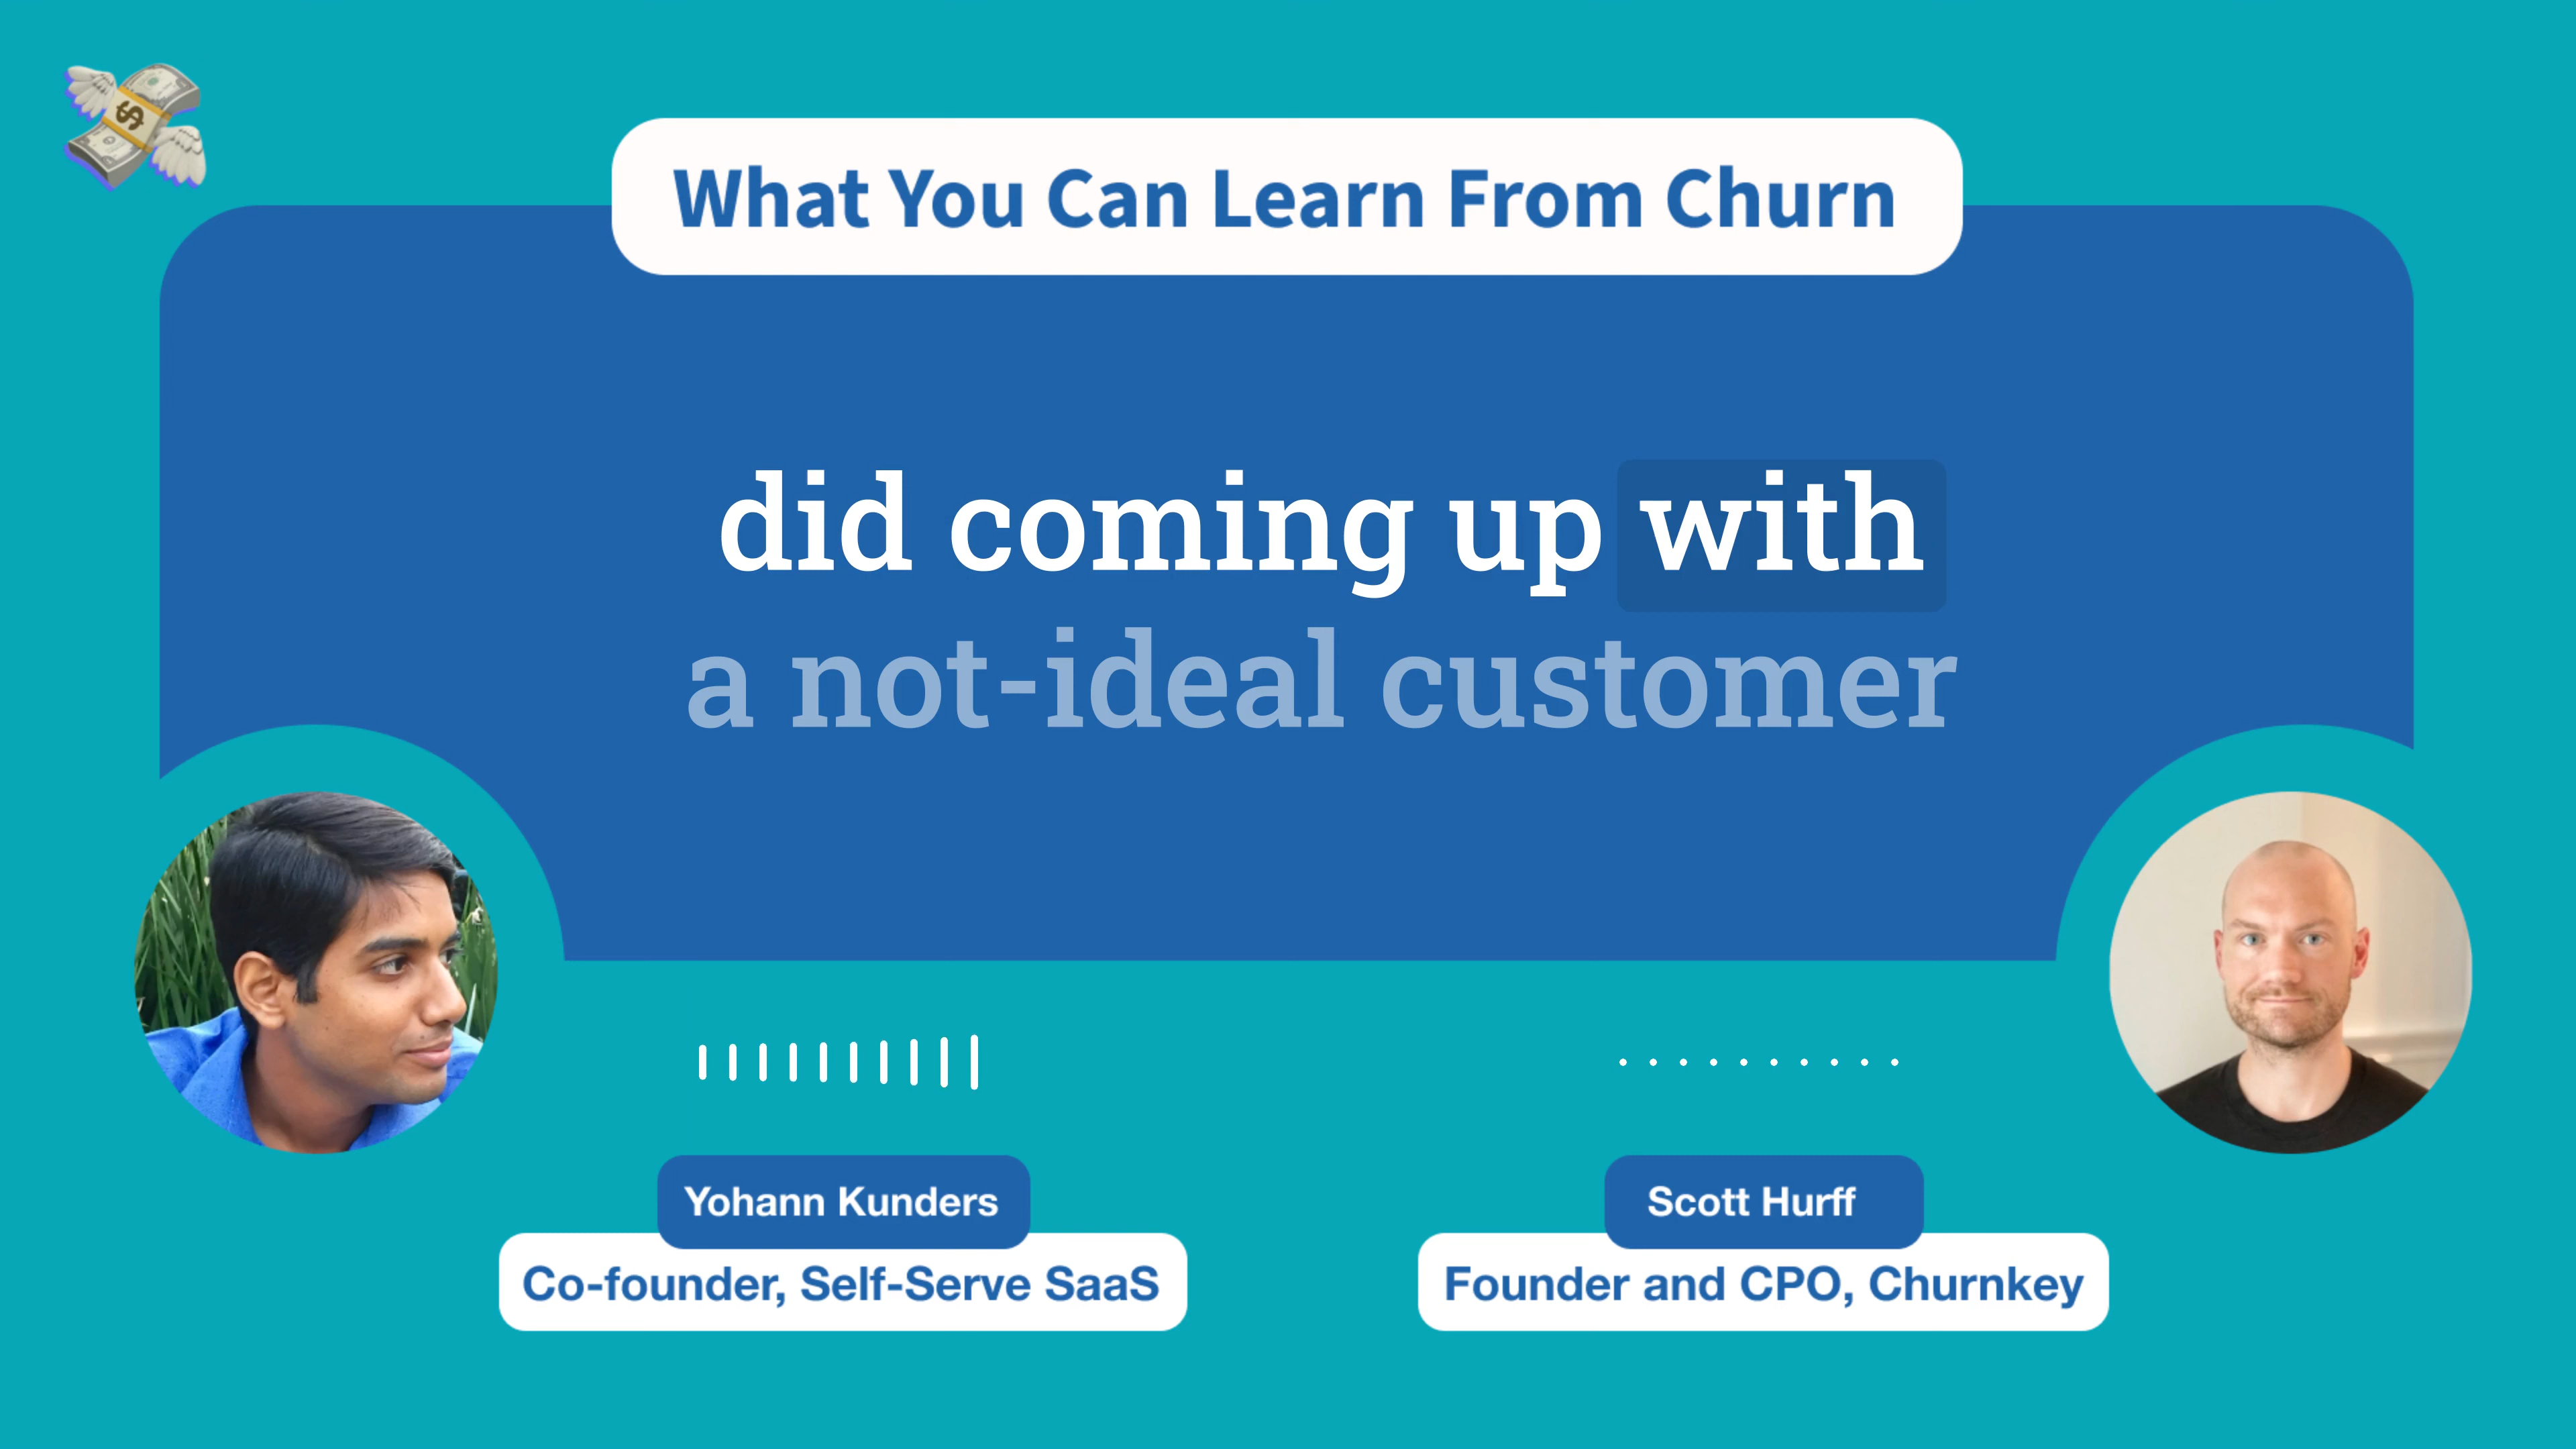 What You Can Learn From Churn
did coming up with
a not-ideal customer
Yohann Kunders
Co-founder, Self-Serve SaaS
Scott Hurff
Founder and CPO, Churnkey